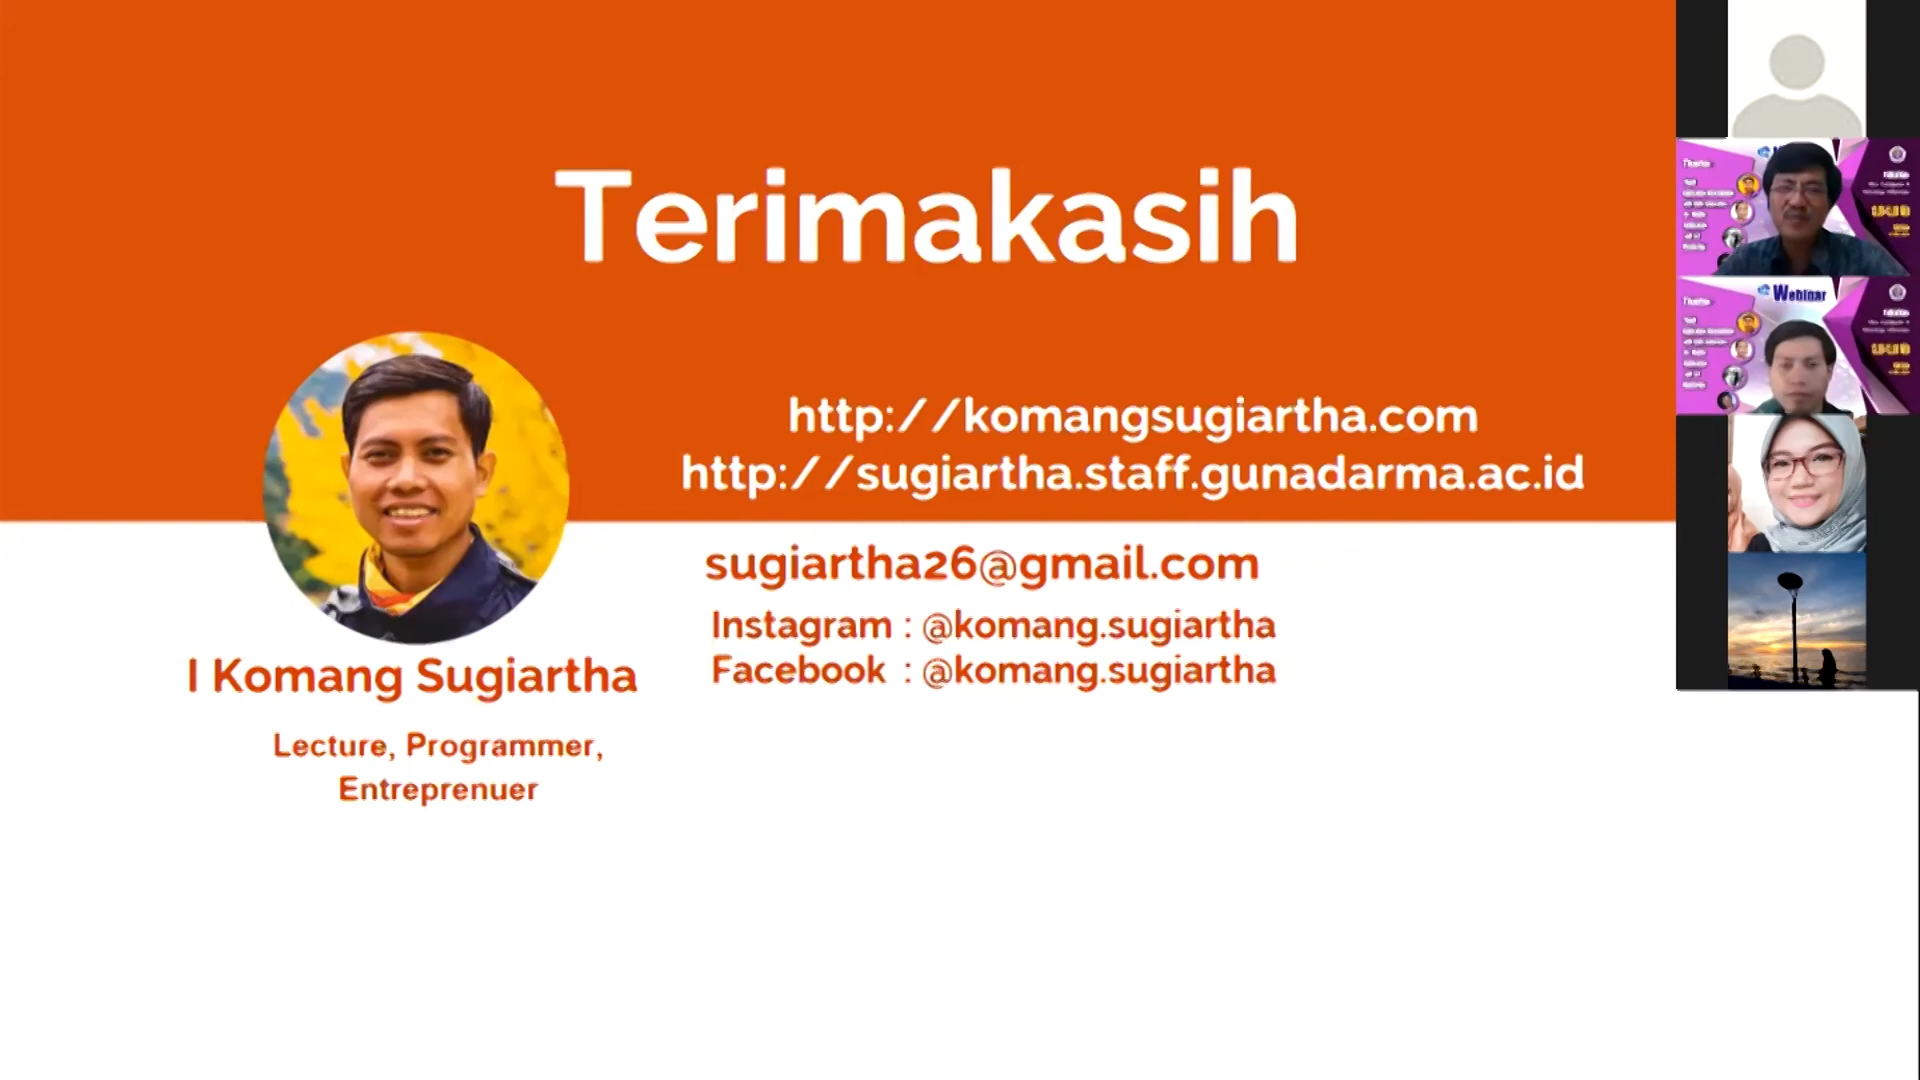 Terimakasih
http://komangsugiartha.com
http://sugiartha.staff.gunadarma.ac.id
sugiartha26@gmail.com
Instagram : @komang.sugiartha
Facebook : @komang.sugiartha
I Komang Sugiartha
Lecture, Programmer,
Entreprenuer
Webinar